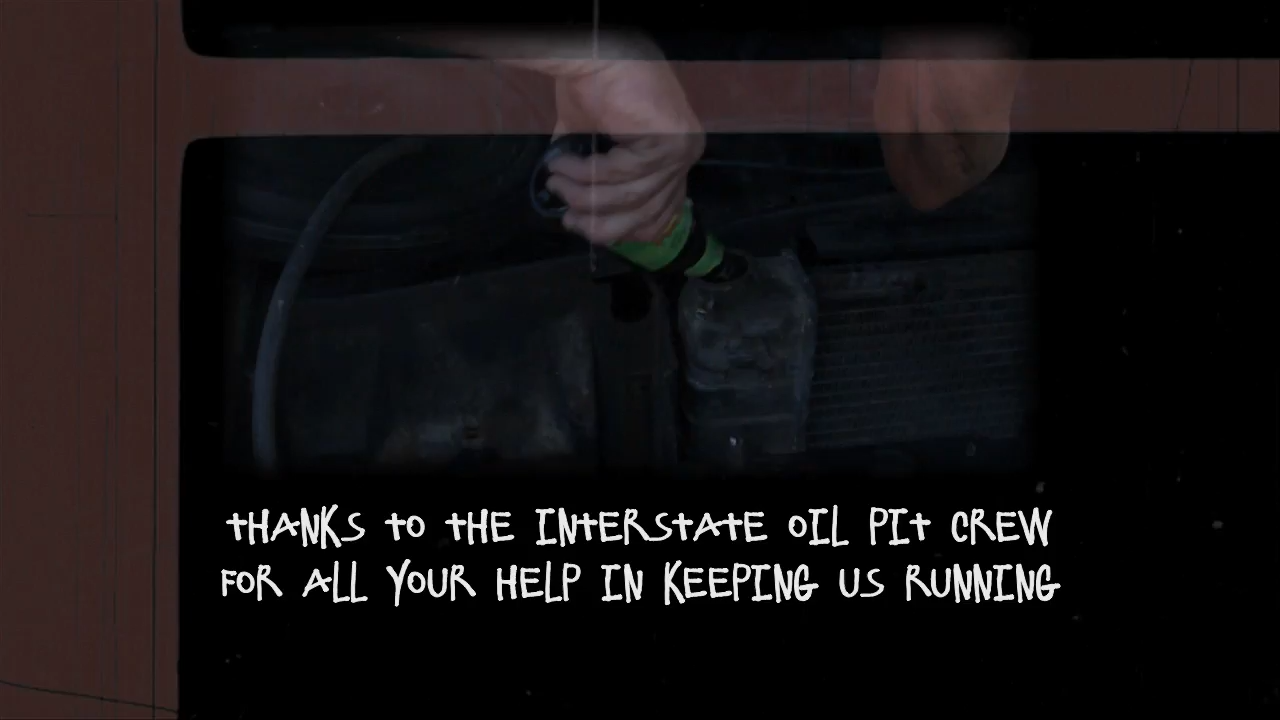 THANKS TO THE INTERSTATE OIL PIT CREW
FOR ALL YOUR HELP IN KEEPING US RUNNING